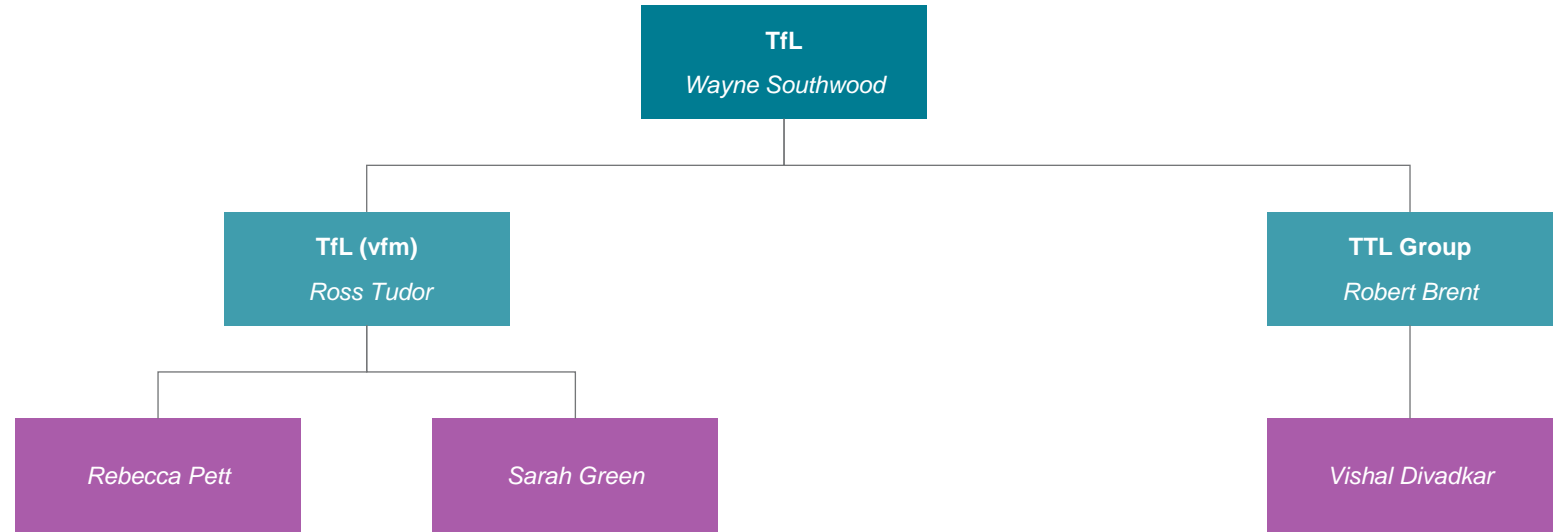 TfL
Wayne Southwood
TfL (vfm)
Ross Tudor
TTL Group
Robert Brent
Rebecca Pett
Sarah Green
Vishal Divadkar